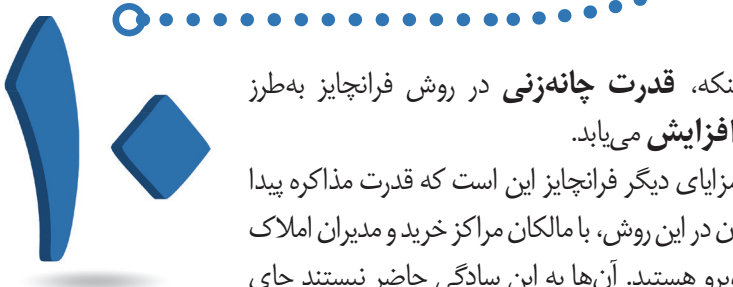 ۱۰
قدرت چانه‌زنی در روش فرانچایز به‌طرز
افزایش می‌یابد.
مزایای دیگر فرانچایز این است که قدرت مذاکره پیدا
در این روش، با مالکان مراکز خرید و مدیران املاک
هستید. آن‌ها به این سادگی حاضر نیستند جای